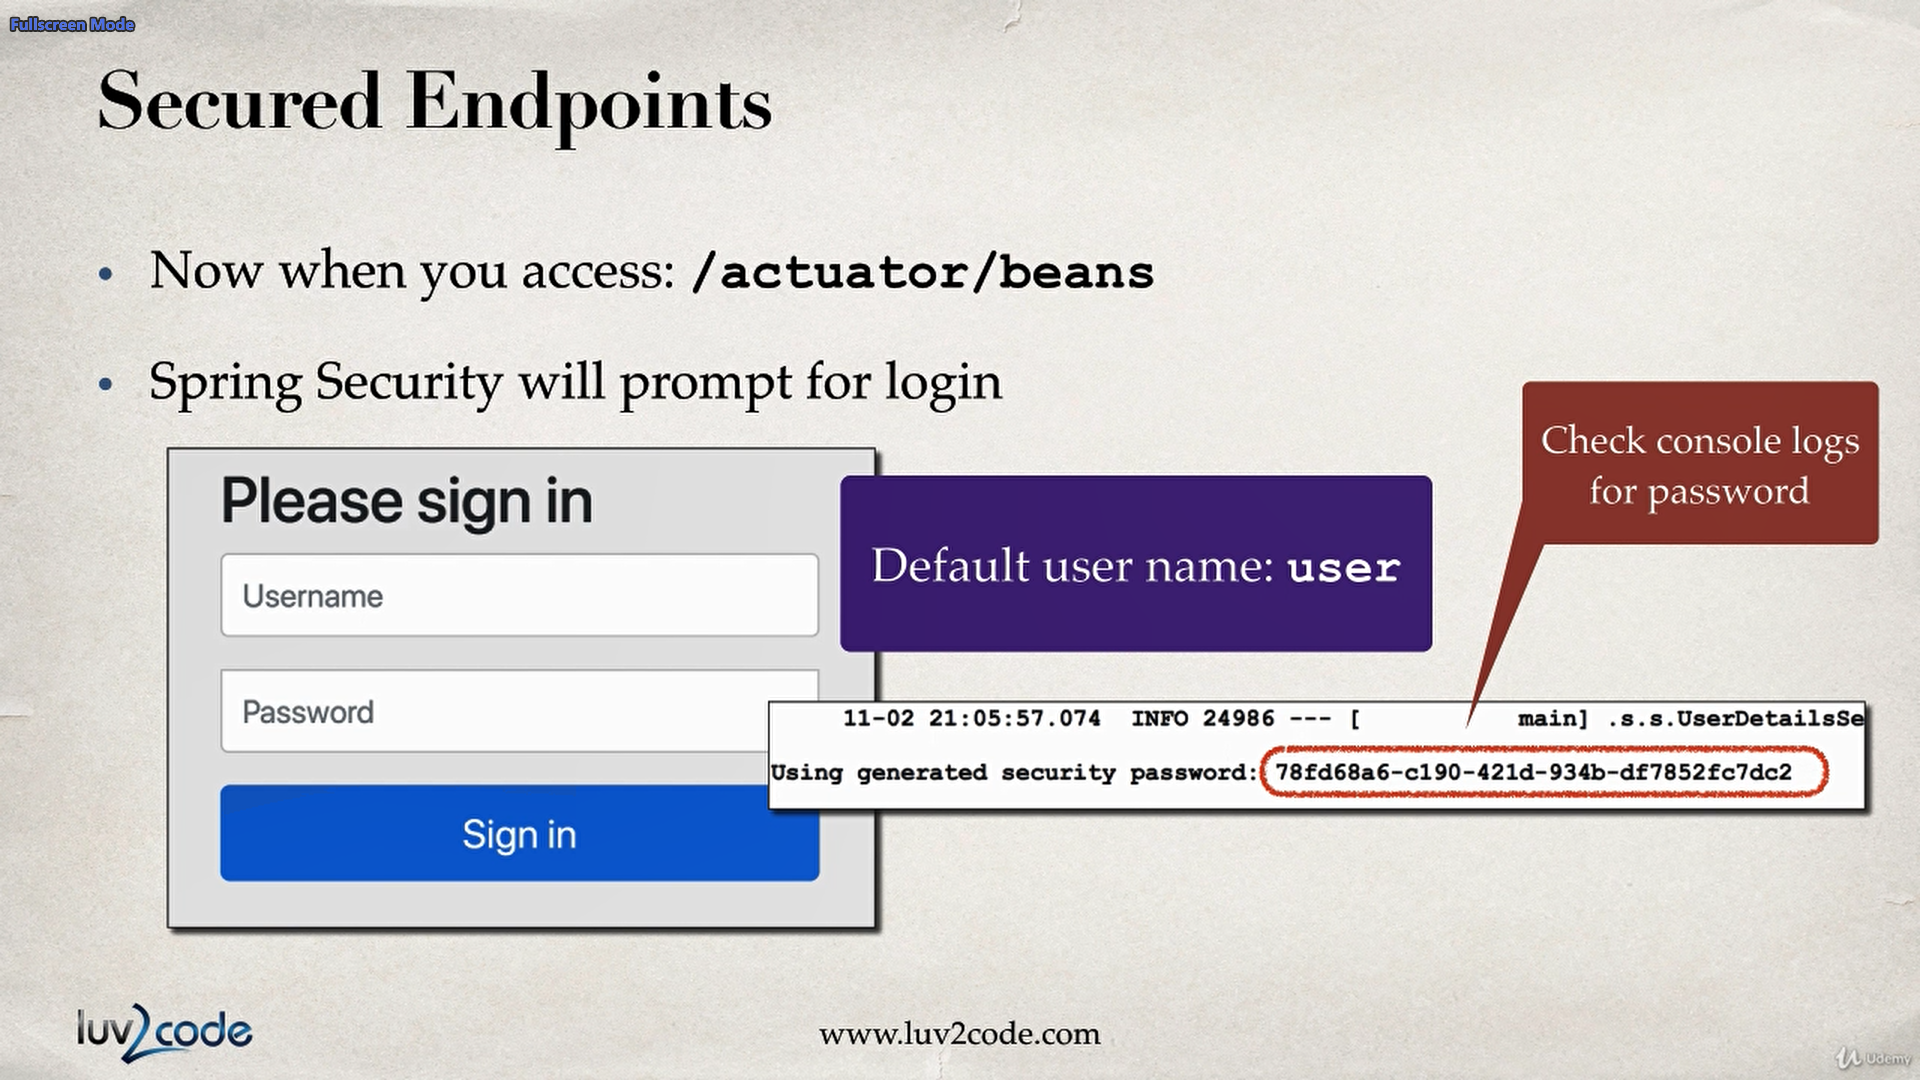 Fullscreen Mode
Secured Endpoints
• Now when you access: /actuator/beans
• Spring Security will prompt for login
Check console logs
for password
Please sign in
Default user name: user
Username
Password
11-02 21:05:57.074 INFO 24986 --- [ main] .s.s.UserDetailsSe
Using generated security password: 78fd68a6-c190-421d-934b-df7852fc7dc2
Sign in
luv2code
www.luv2code.com
Udemy